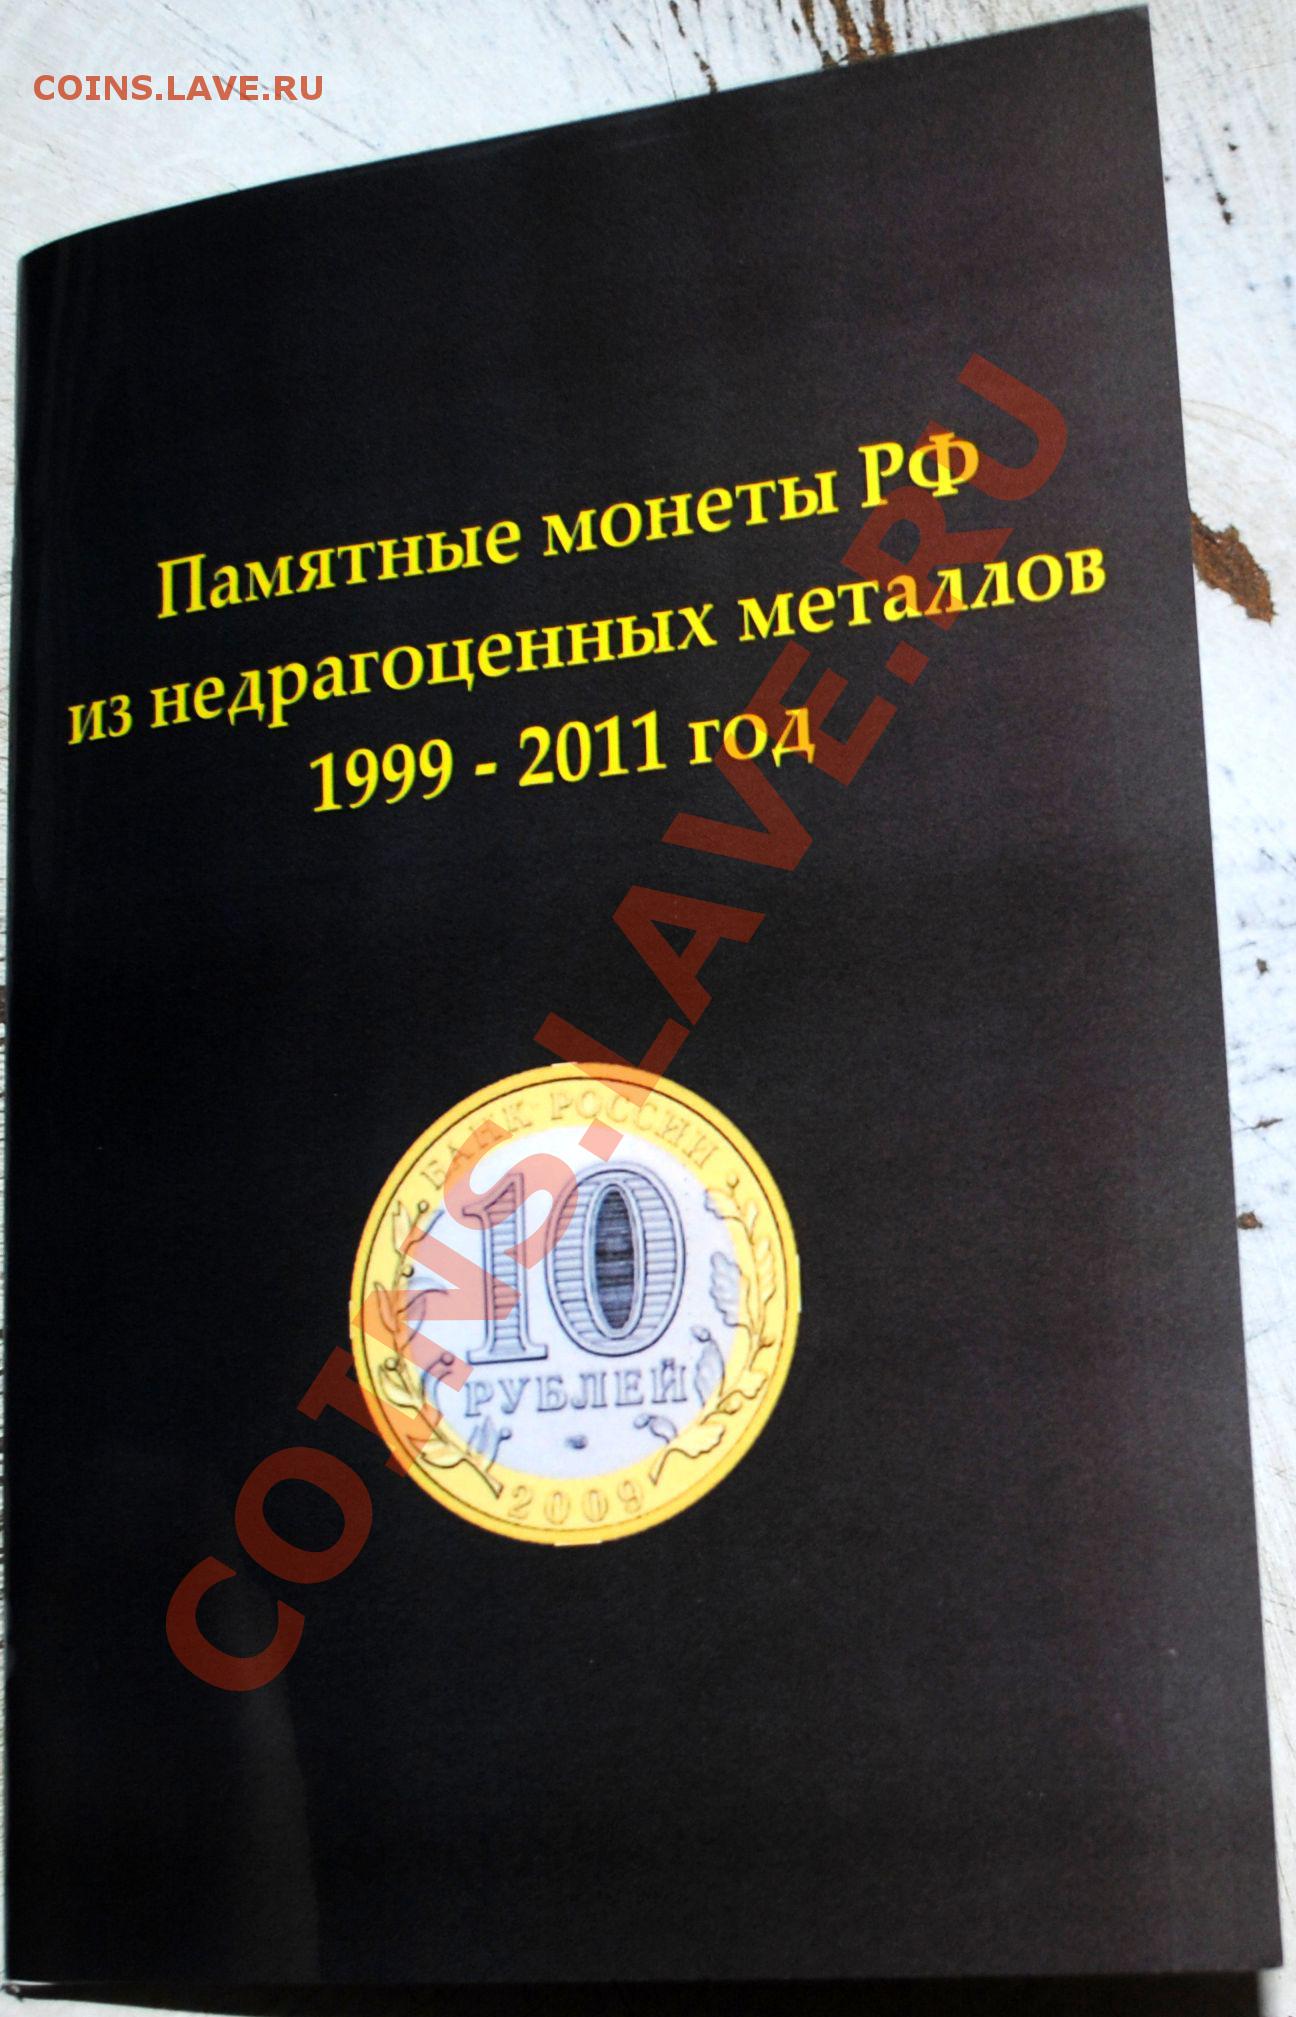 COINS.LAVE.RU
Памятные монеты РФ
из недрагоценных металлов
1999 - 2011 год
COINS.LAVE.RU
БАНК РОССИИ
10
РУБЛЕЙ
2009